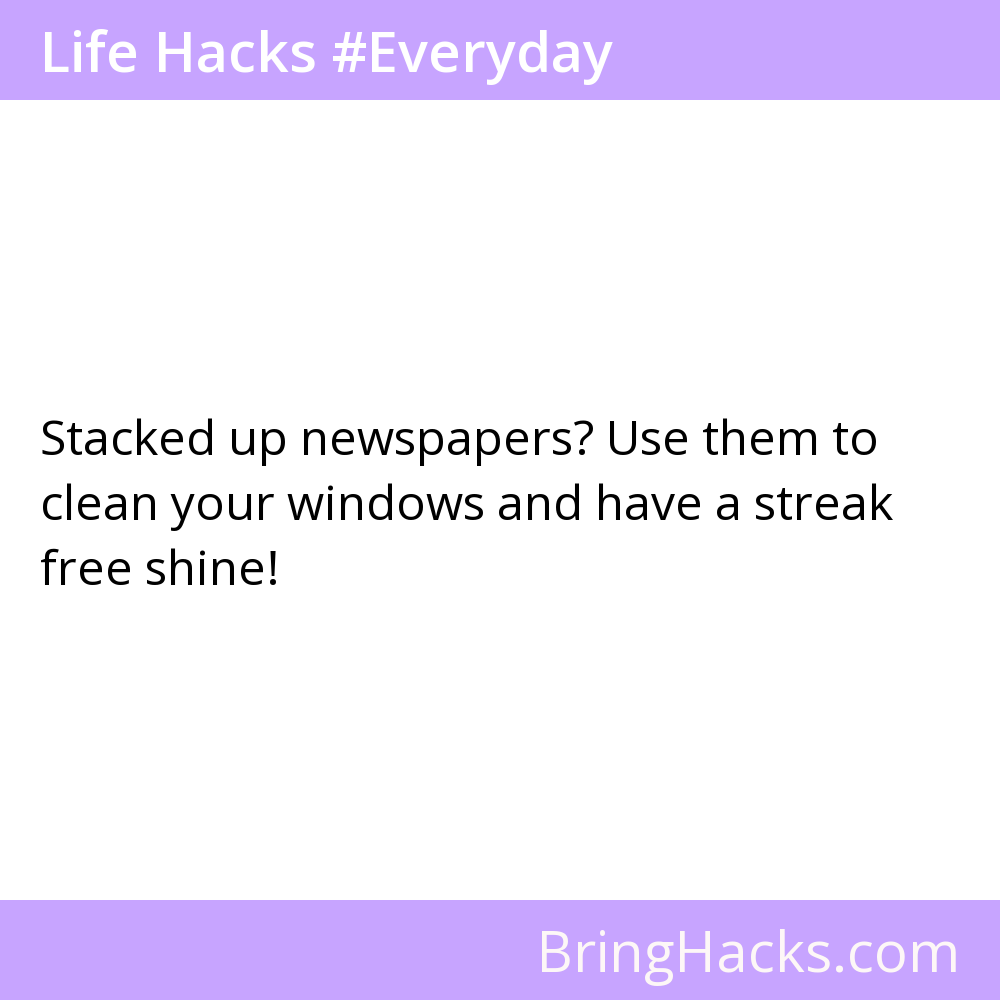 Life Hacks #Everyday
Stacked up newspapers? Use them to
clean your windows and have a streak
free shine!
BringHacks.com